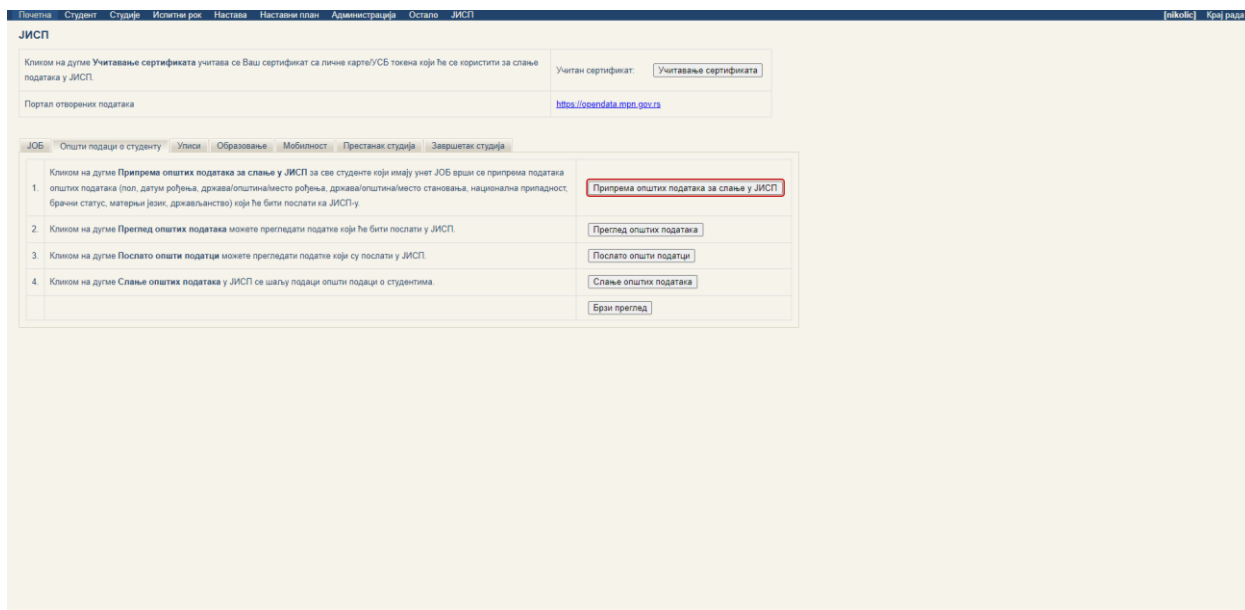 Почетна Студент Студије Испитни рок Настава Наставни план Администрација Остало ЈИСП [nikolic] Крај рада
ЈИСП
Кликом на дугме Учитавање сертификата учитава се Ваш сертификат са личне карте/УСБ токена који ће се користити за слање
података у ЈИСП.
Учитан сертификат: Учитавање сертификата
Портал отворених података https://opendata.mpn.gov.rs
ЈОБ Општи подаци о студенту Уписи Образовање Мобилност Престанак студија Завршетак студија
Кликом на дугме Припрема општих података за слање у ЈИСП за све студенте који имају унет ЈОБ врши се припрема података
1. општих података (пол, датум рођења, држава/општина/место рођења, држава/општина/место становања, национална припадност, Припрема општих података за слање у ЈИСП
брачни статус, матерњи језик, држављанство) који ће бити послати ка ЈИСП-у.
2. Кликом на дугме Преглед општих података можете прегледати податке који ће бити послати у ЈИСП. Преглед општих података
3. Кликом на дугме Послато општи податци можете прегледати податке који су послати у ЈИСП. Послато општи податци
4. Кликом на дугме Слање општих података у ЈИСП се шаљу подаци општи подаци о студентима. Слање општих података
Брзи преглед